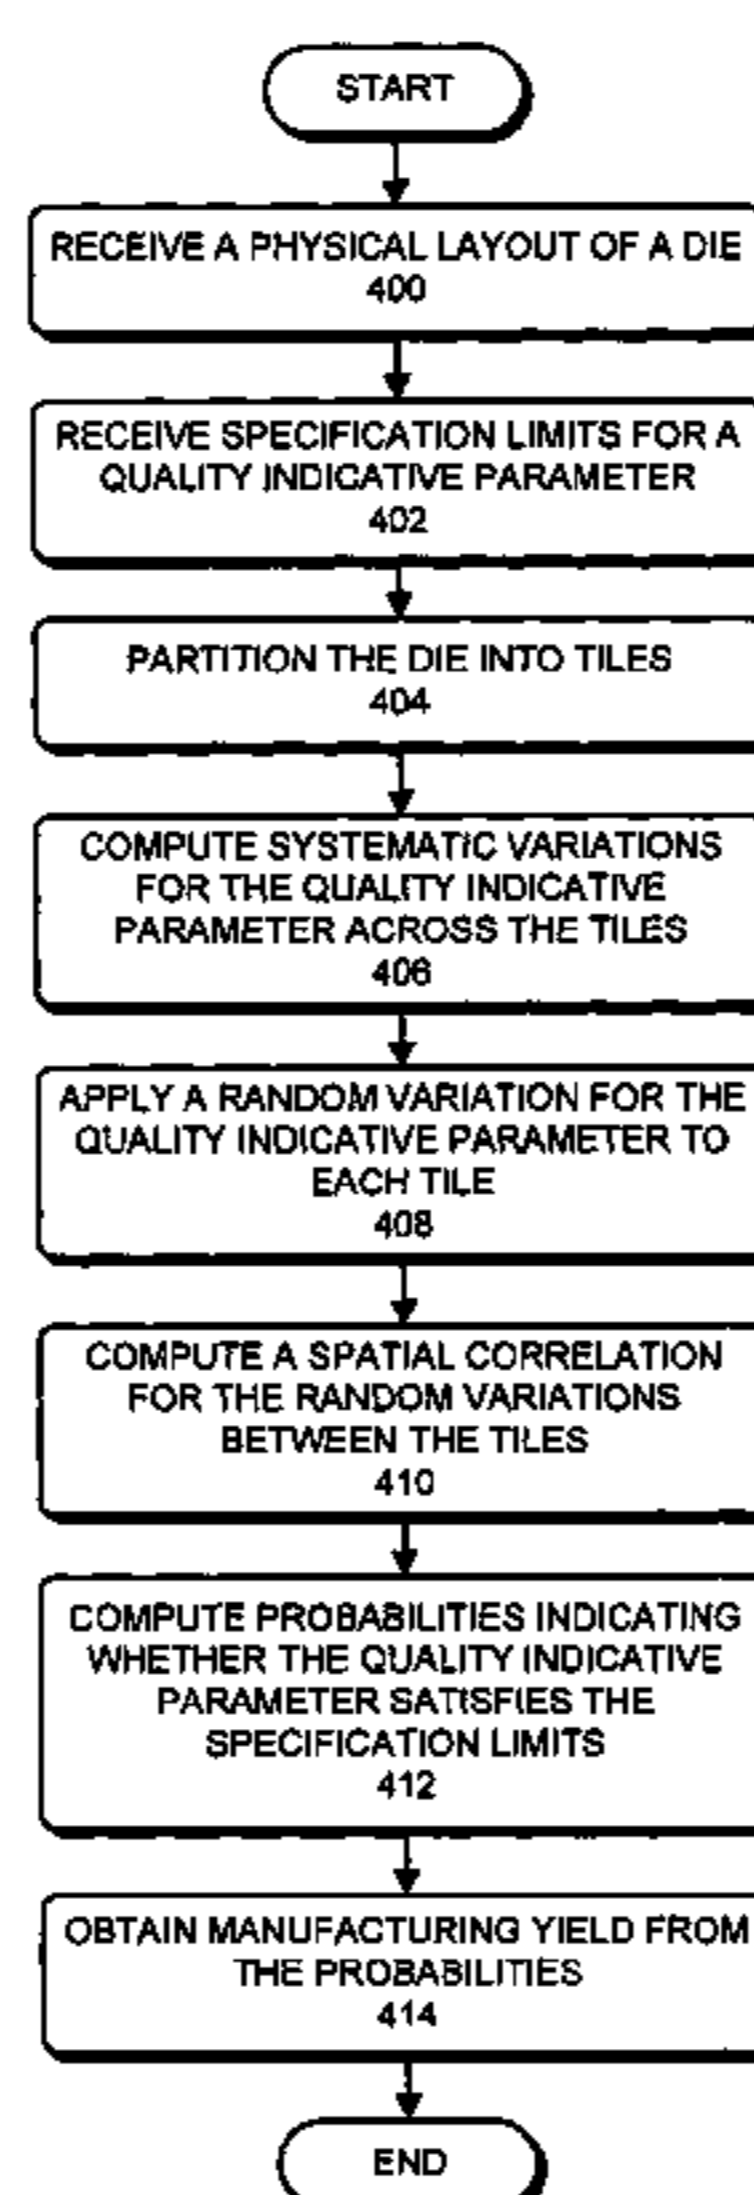 START
RECEIVE A PHYSICAL LAYOUT OF A DIE
400
RECEIVE SPECIFICATION LIMITS FOR A
QUALITY INDICATIVE PARAMETER
402
PARTITION THE DIE INTO TILES
404
COMPUTE SYSTEMATIC VARIATIONS
FOR THE QUALITY INDICATIVE
PARAMETER ACROSS THE TILES
406
APPLY A RANDOM VARIATION FOR THE
QUALITY INDICATIVE PARAMETER TO
EACH TILE
408
COMPUTE A SPATIAL CORRELATION
FOR THE RANDOM VARIATIONS
BETWEEN THE TILES
410
COMPUTE PROBABILITIES INDICATING
WHETHER THE QUALITY INDICATIVE
PARAMETER SATISFIES THE
SPECIFICATION LIMITS
412
OBTAIN MANUFACTURING YIELD FROM
THE PROBABILITIES
414
END